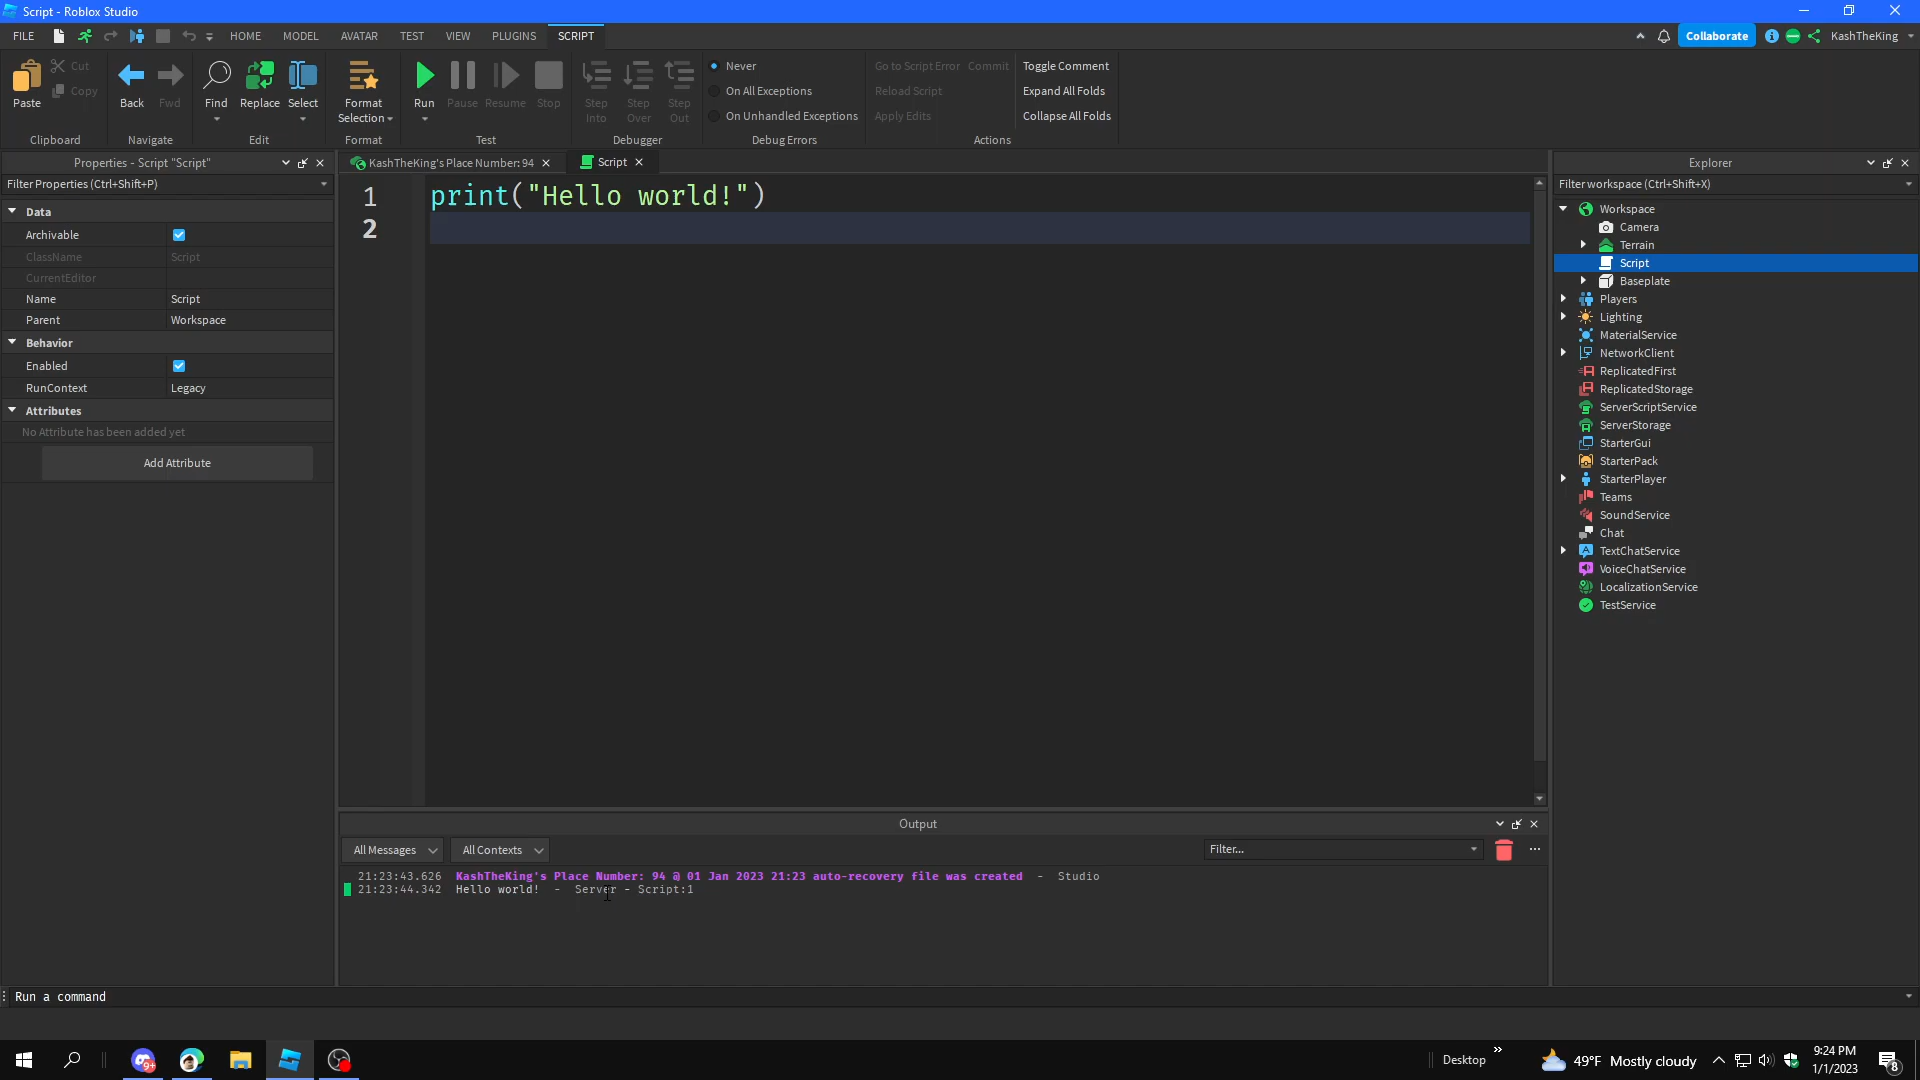 Script - Roblox Studio
FILE HOME MODEL AVATAR TEST VIEW PLUGINS SCRIPT Collaborate KashTheKing
Paste Cut Copy Clipboard
Back Fwd Navigate
Find Replace Select Edit
Format Selection Format
Run Pause Resume Stop Test
Step Into Step Over Step Out Debugger
Never
On All Exceptions
On Unhandled Exceptions
Debug Errors
Go to Script Error Commit
Reload Script
Apply Edits
Toggle Comment
Expand All Folds
Collapse All Folds
Actions
Properties - Script "Script"
Filter Properties (Ctrl+Shift+P)
Data
Archivable
ClassName Script
CurrentEditor
Name Script
Parent Workspace
Behavior
Enabled
RunContext Legacy
Attributes
No Attribute has been added yet
Add Attribute
KashTheKing's Place Number: 94 Script
1 print("Hello world!")
2
Output
All Messages All Contexts Filter...
21:23:43.626 KashTheKing's Place Number: 94 @ 01 Jan 2023 21:23 auto-recovery file was created - Studio
21:23:44.342 Hello world! - Server - Script:1
Explorer
Filter workspace (Ctrl+Shift+X)
Workspace
Camera
Terrain
Script
Baseplate
Players
Lighting
MaterialService
NetworkClient
ReplicatedFirst
ReplicatedStorage
ServerScriptService
ServerStorage
StarterGui
StarterPack
StarterPlayer
Teams
SoundService
Chat
TextChatService
VoiceChatService
LocalizationService
TestService
Run a command
9+
Desktop
49°F Mostly cloudy
9:24 PM
1/1/2023
8